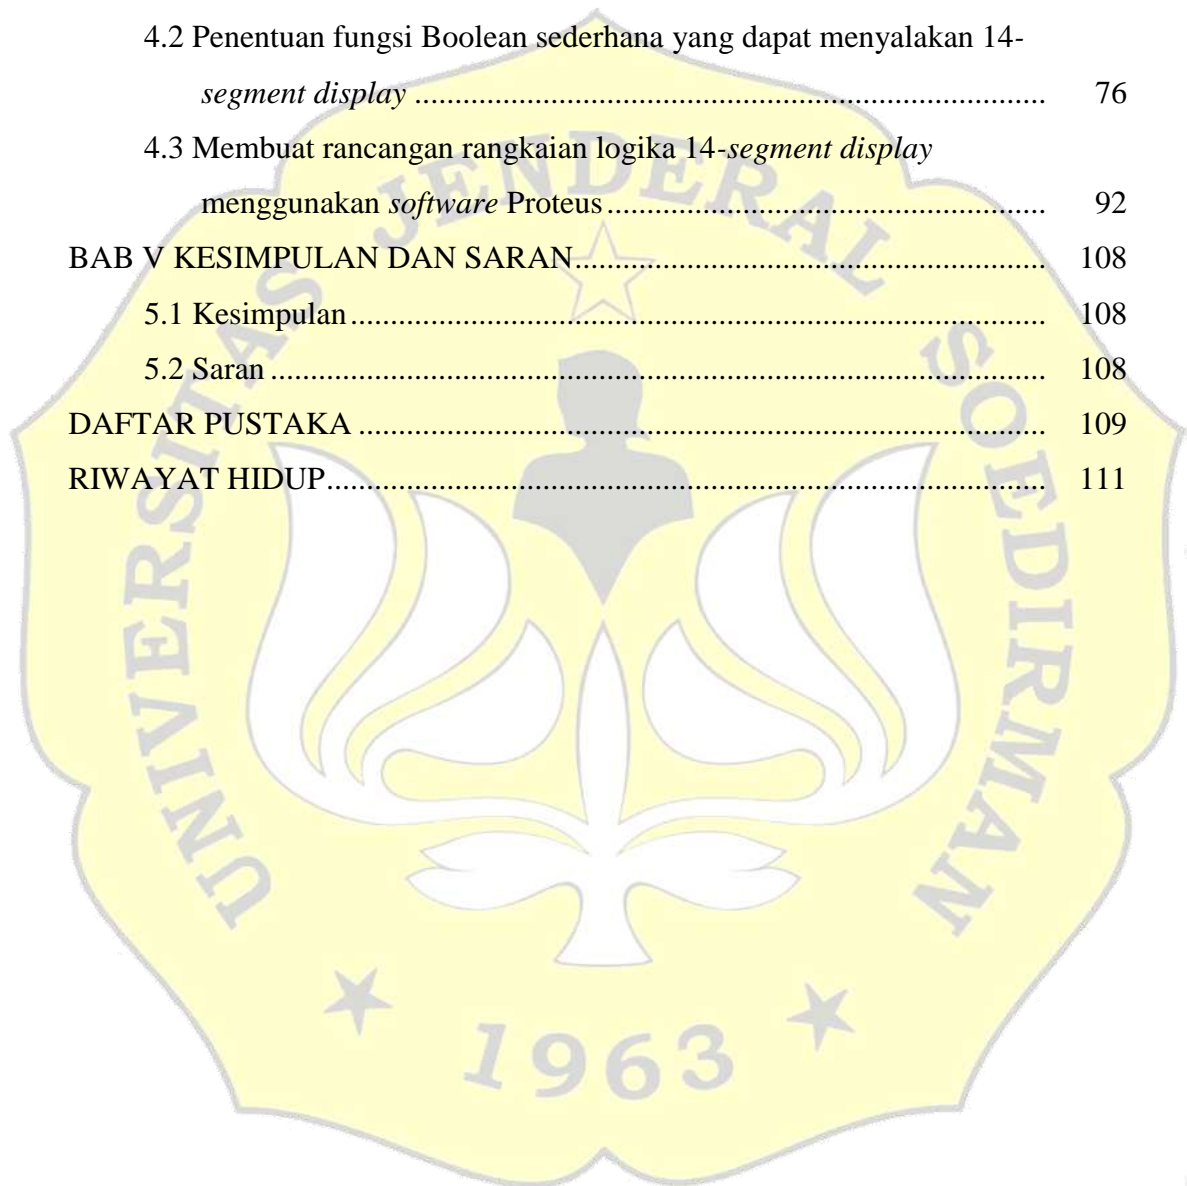 4.2 Penentuan fungsi Boolean sederhana yang dapat menyalakan 14-
segment display ............................................................................... 76
4.3 Membuat rancangan rangkaian logika 14-segment display
menggunakan software Proteus ....................................................... 92
BAB V KESIMPULAN DAN SARAN........................................................... 108
5.1 Kesimpulan ....................................................................................... 108
5.2 Saran ................................................................................................. 108
DAFTAR PUSTAKA ...................................................................................... 109
RIWAYAT HIDUP.......................................................................................... 111
UNIVERSITAS JENDERAL SOEDIRMAN
1963